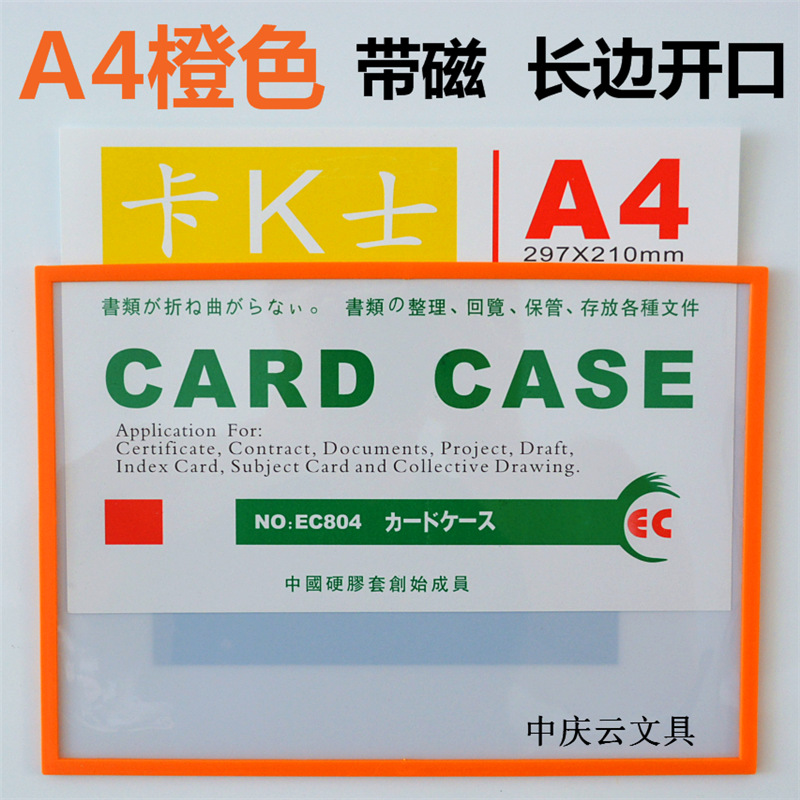 A4橙色 带磁 长边开口
卡K士
A4
297X210mm
書類が折ね曲がらない。 書類の整理、回覽、保管、存放各種文件
CARD CASE
Application For:
Certificate, Contract, Documents, Project, Draft,
Index Card, Subject Card and Collective Drawing.
NO:EC804 カードケース
EC
中國硬膠套創始成員
中庆云文具